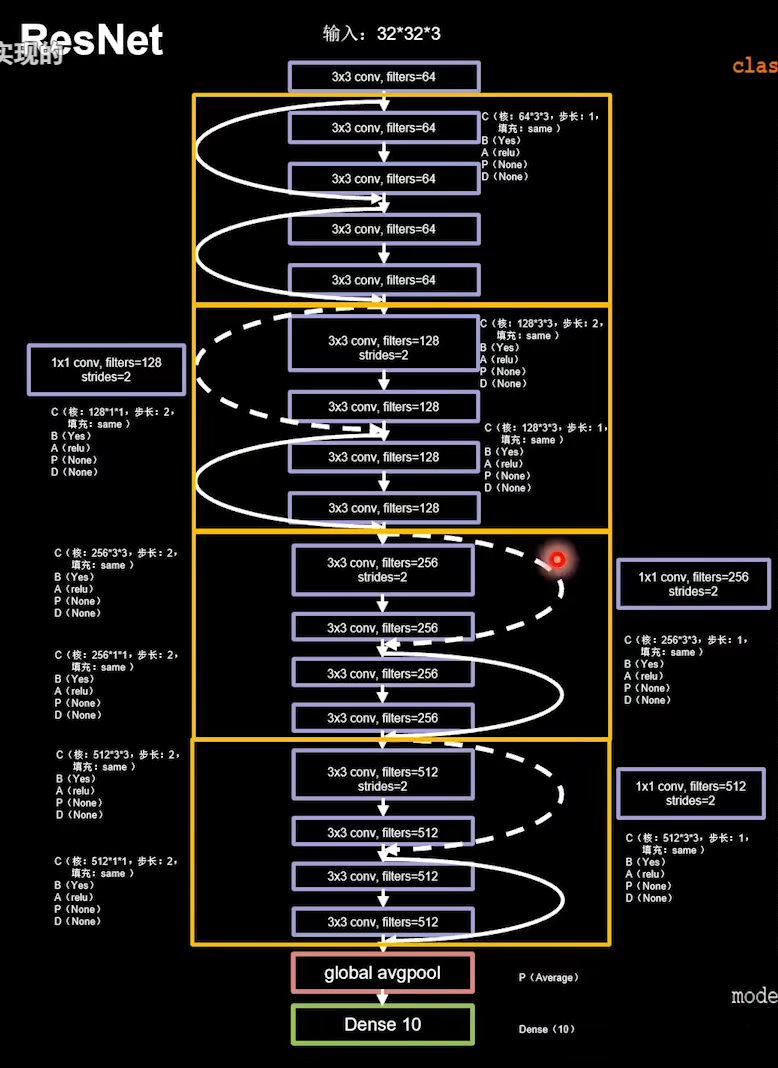 ResNet
实现的
输入：32*32*3
clas
3x3 conv, filters=64
3x3 conv, filters=64
C（核：64*3*3，步长：1，
填充：same ）
B（Yes）
A（relu）
P（None）
D（None）
3x3 conv, filters=64
3x3 conv, filters=64
3x3 conv, filters=64
3x3 conv, filters=128
strides=2
C（核：128*3*3，步长：2，
填充：same ）
B（Yes）
A（relu）
P（None）
D（None）
1x1 conv, filters=128
strides=2
C（核：128*1*1，步长：2，
填充：same ）
B（Yes）
A（relu）
P（None）
D（None）
3x3 conv, filters=128
C（核：128*3*3，步长：1，
填充：same ）
B（Yes）
A（relu）
P（None）
D（None）
3x3 conv, filters=128
3x3 conv, filters=128
C（核：256*3*3，步长：2，
填充：same ）
B（Yes）
A（relu）
P（None）
D（None）
3x3 conv, filters=256
strides=2
1x1 conv, filters=256
strides=2
3x3 conv, filters=256
C（核：256*1*1，步长：2，
填充：same ）
B（Yes）
A（relu）
P（None）
D（None）
3x3 conv, filters=256
3x3 conv, filters=256
C（核：256*3*3，步长：1，
填充：same ）
B（Yes）
A（relu）
P（None）
D（None）
C（核：512*3*3，步长：2，
填充：same ）
B（Yes）
A（relu）
P（None）
D（None）
3x3 conv, filters=512
strides=2
1x1 conv, filters=512
strides=2
3x3 conv, filters=512
C（核：512*1*1，步长：2，
填充：same ）
B（Yes）
A（relu）
P（None）
D（None）
3x3 conv, filters=512
3x3 conv, filters=512
C（核：512*3*3，步长：1，
填充：same ）
B（Yes）
A（relu）
P（None）
D（None）
global avgpool
P（Average）
mode
Dense 10
Dense（10）